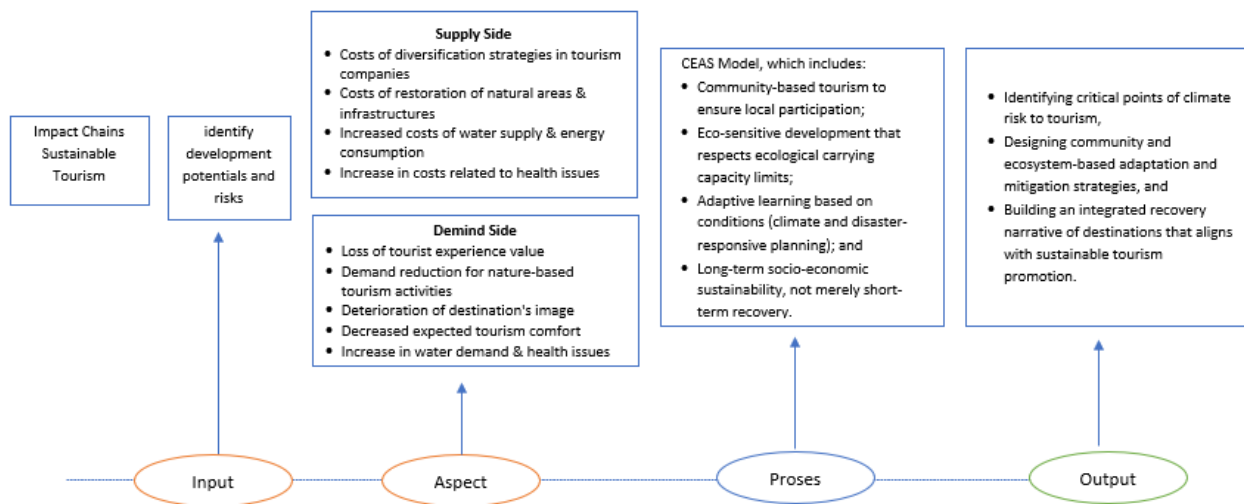 Impact Chains
Sustainable
Tourism
identify
development
potentials and
risks
Supply Side
• Costs of diversification strategies in tourism
companies
• Costs of restoration of natural areas &
infrastructures
• Increased costs of water supply & energy
consumption
• Increase in costs related to health issues
Demind Side
• Loss of tourist experience value
• Demand reduction for nature-based
tourism activities
• Deterioration of destination's image
• Decreased expected tourism comfort
• Increase in water demand & health issues
CEAS Model, which includes:
• Community-based tourism to
ensure local participation;
• Eco-sensitive development that
respects ecological carrying
capacity limits;
• Adaptive learning based on
conditions (climate and disaster-
responsive planning); and
• Long-term socio-economic
sustainability, not merely short-
term recovery.
• Identifying critical points of climate
risk to tourism,
• Designing community and
ecosystem-based adaptation and
mitigation strategies, and
• Building an integrated recovery
narrative of destinations that aligns
with sustainable tourism
promotion.
Input
Aspect
Proses
Output